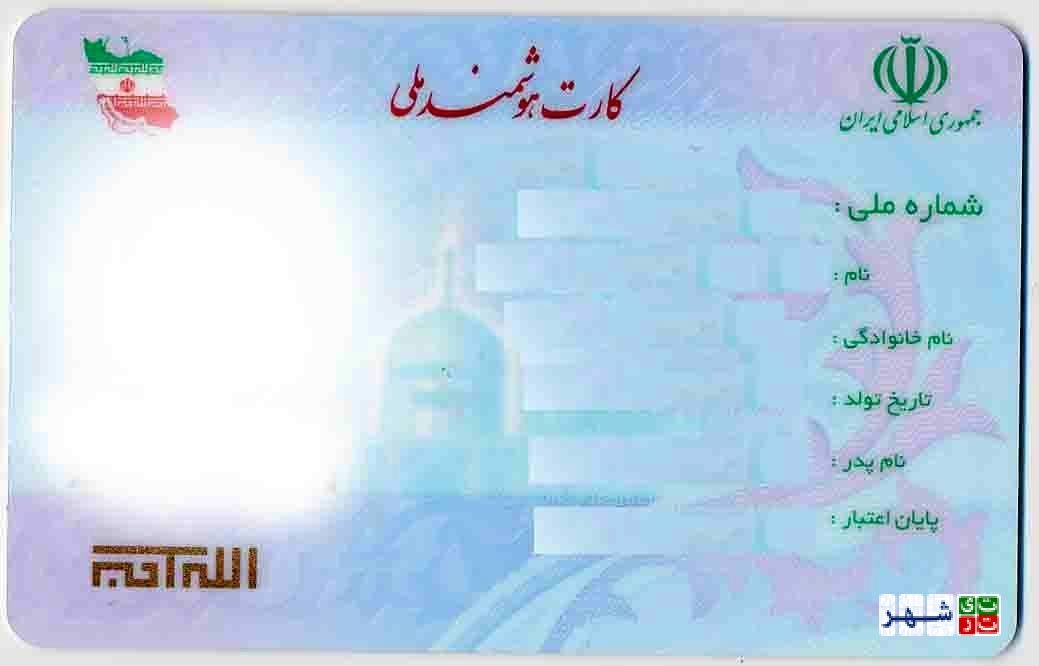 کارت هوشمند ملی
جمهوری اسلامی ایران
شماره ملی :
نام :
نام خانوادگی :
تاریخ تولد :
نام پدر :
پایان اعتبار :
الله اکبر
شهر